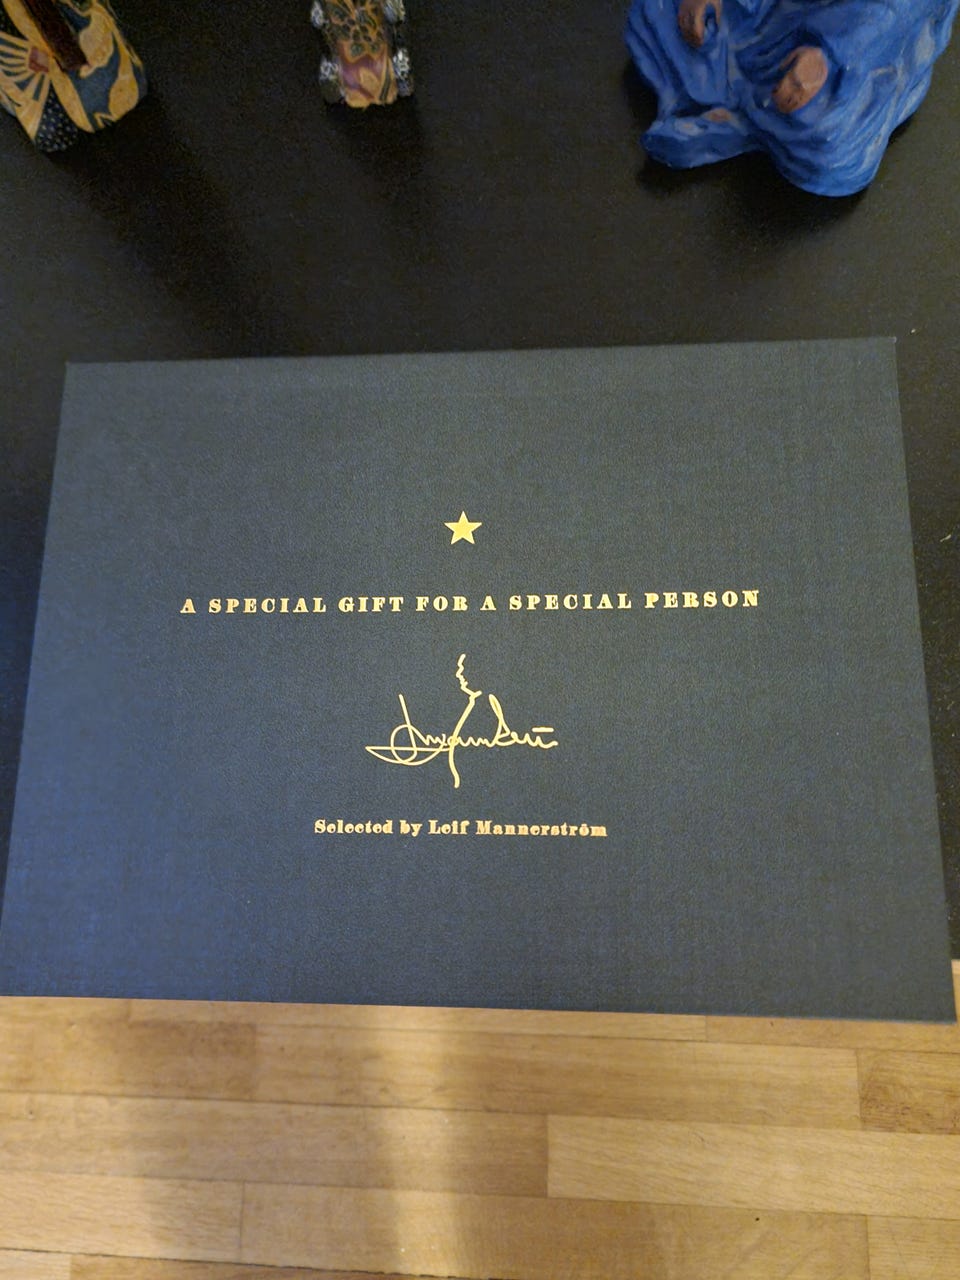 A SPECIAL GIFT FOR A SPECIAL PERSON
Selected by Leif Mannerström